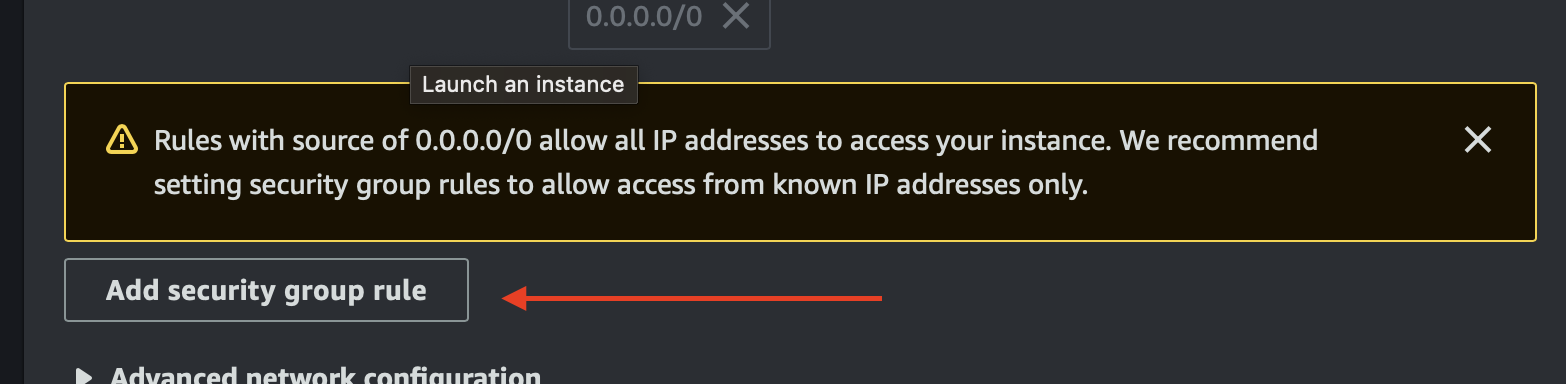 0.0.0.0/0
Launch an instance
Rules with source of 0.0.0.0/0 allow all IP addresses to access your instance. We recommend
setting security group rules to allow access from known IP addresses only.
Add security group rule
Advanced network configuration